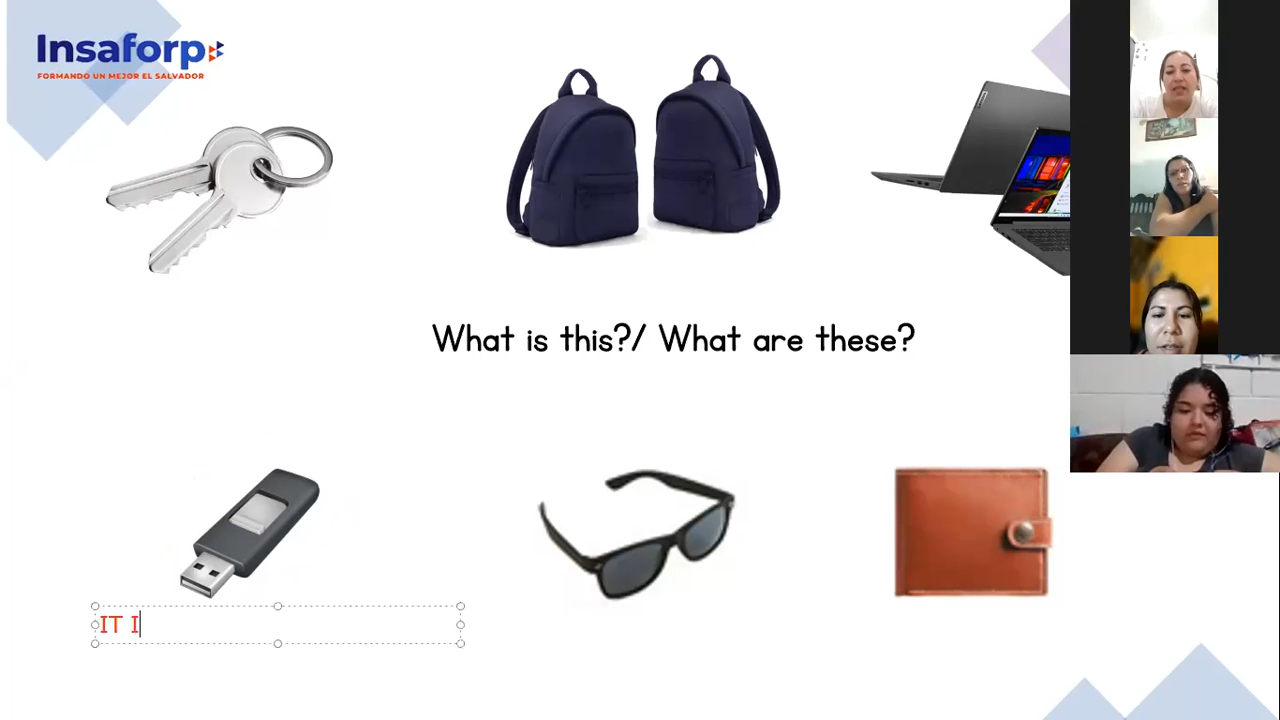 Insaforp
FORMANDO UN MEJOR EL SALVADOR
What is this?/ What are these?
IT I